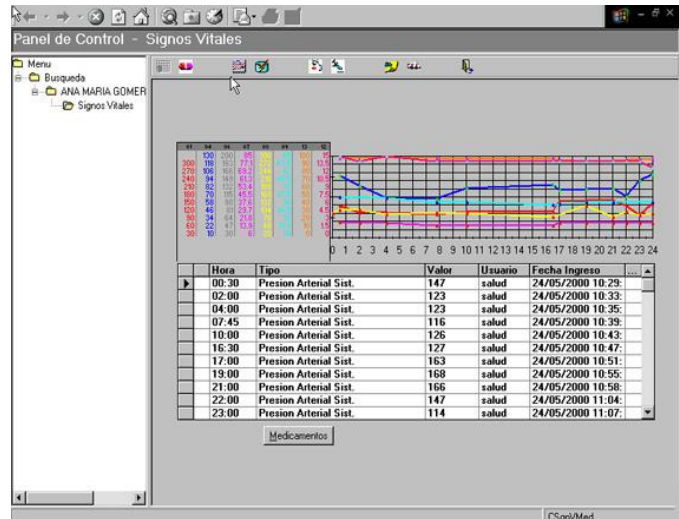 Panel de Control - Signos Vitales
Menu
Busqueda
ANA MARIA GOMER
Signos Vitales
0 1 2 3 4 5 6 7 8 9 10 11 12 13 14 15 16 17 18 19 20 21 22 23 24
Hora Tipo Valor Usuario Fecha Ingreso ...
00:30 Presion Arterial Sist. 147 salud 24/05/2000 10:29:
02:00 Presion Arterial Sist. 123 salud 24/05/2000 10:33:
04:00 Presion Arterial Sist. 123 salud 24/05/2000 10:35:
07:45 Presion Arterial Sist. 116 salud 24/05/2000 10:39:
10:00 Presion Arterial Sist. 126 salud 24/05/2000 10:43:
16:30 Presion Arterial Sist. 127 salud 24/05/2000 10:47:
17:00 Presion Arterial Sist. 163 salud 24/05/2000 10:51:
19:00 Presion Arterial Sist. 168 salud 24/05/2000 10:55:
21:00 Presion Arterial Sist. 166 salud 24/05/2000 10:58:
22:00 Presion Arterial Sist. 147 salud 24/05/2000 11:04:
23:00 Presion Arterial Sist. 114 salud 24/05/2000 11:07:
Medicamentos
CSgnVMed